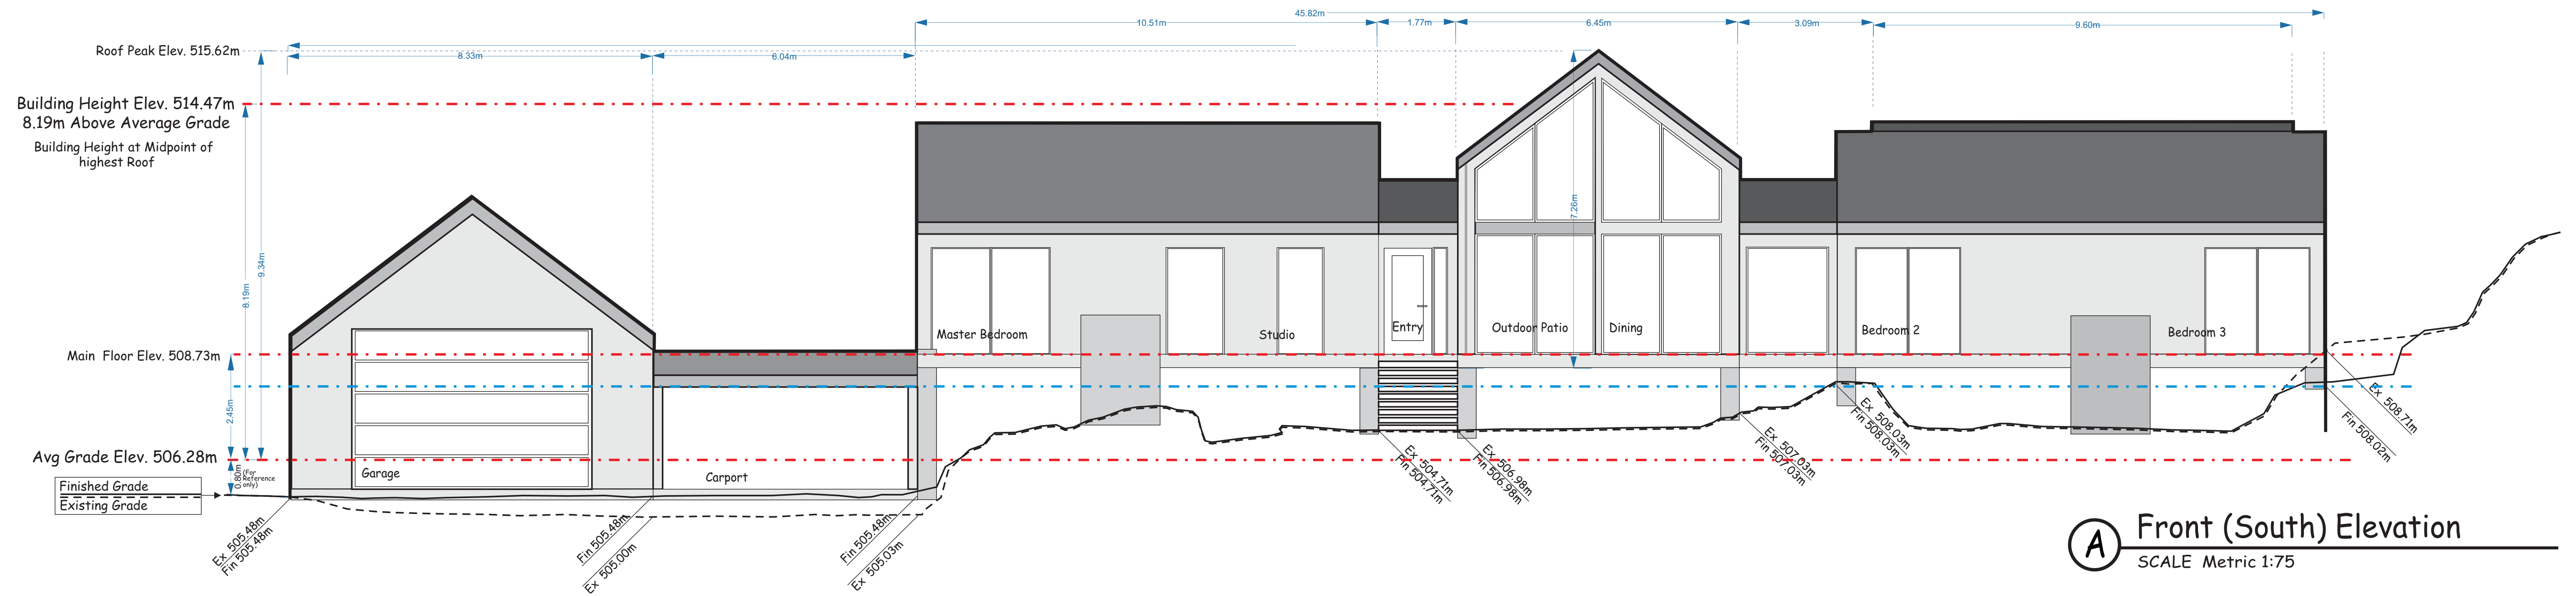 45.82m
10.51m
1.77m
6.45m
3.09m
9.60m
Roof Peak Elev. 515.62m
8.33m
6.04m
Building Height Elev. 514.47m
8.19m Above Average Grade
Building Height at Midpoint of
highest Roof
7.26m
9.34m
8.19m
Master Bedroom
Studio
Entry
Outdoor Patio
Dining
Bedroom 2
Bedroom 3
Main Floor Elev. 508.73m
2.45m
Avg Grade Elev. 506.28m
0.80m
(For
Reference
only)
Garage
Carport
Finished Grade
Existing Grade
Ex 505.48m
Fin 505.48m
Fin 505.48m
Ex 505.00m
Fin 505.48m
Ex 505.03m
Ex 504.71m
Fin 504.71m
Ex 506.98m
Fin 506.98m
Ex 507.03m
Fin 507.03m
Ex 508.03m
Fin 508.03m
Ex 508.71m
Fin 508.02m
A
Front (South) Elevation
SCALE Metric 1:75